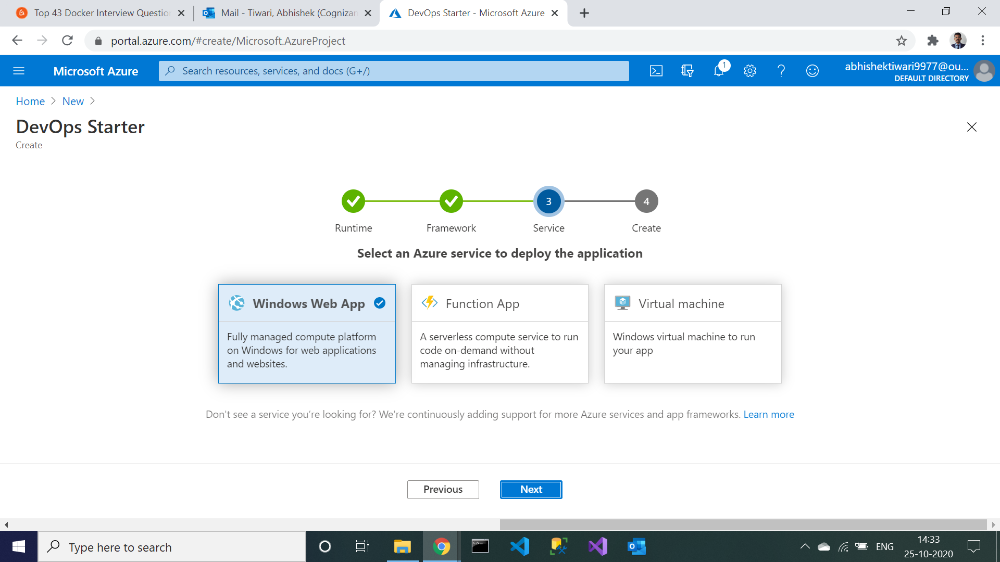 Top 43 Docker Interview Questio
Mail - Tiwari, Abhishek (Cognizan
DevOps Starter - Microsoft Azure
portal.azure.com/#create/Microsoft.AzureProject
Microsoft Azure
Search resources, services, and docs (G+/)
1
abhishektiwari9977@ou...
DEFAULT DIRECTORY
Home
New
DevOps Starter
Create
3
4
Runtime
Framework
Service
Create
Select an Azure service to deploy the application
Windows Web App
Fully managed compute platform
on Windows for web applications
and websites.
Function App
A serverless compute service to run
code on-demand without
managing infrastructure.
Virtual machine
Windows virtual machine to run
your app
Don't see a service you’re looking for? We're continuously adding support for more Azure services and app frameworks. Learn more
Previous
Next
Type here to search
ENG
14:33
25-10-2020